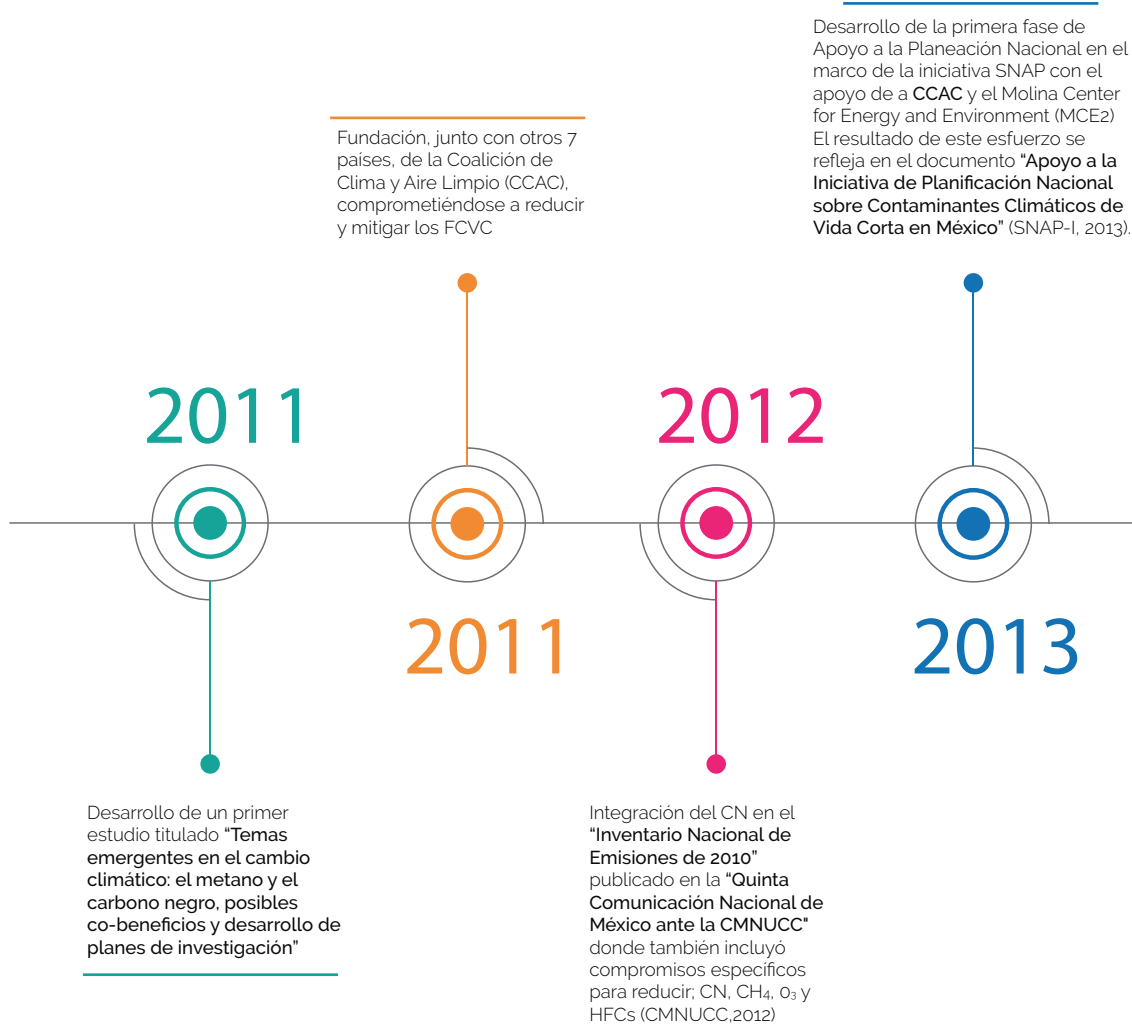 2011
Desarrollo de un primer
estudio titulado “Temas
emergentes en el cambio
climático: el metano y el
carbono negro, posibles
co-beneficios y desarrollo de
planes de investigación”
Fundación, junto con otros 7
países, de la Coalición de
Clima y Aire Limpio (CCAC),
comprometiéndose a reducir
y mitigar los FCVC
2011
2012
Integración del CN en el
“Inventario Nacional de
Emisiones de 2010”
publicado en la “Quinta
Comunicación Nacional de
México ante la CMNUCC"
donde también incluyó
compromisos específicos
para reducir; CN, CH₄, 0₃ y
HFCs (CMNUCC,2012)
Desarrollo de la primera fase de
Apoyo a la Planeación Nacional en el
marco de la iniciativa SNAP con el
apoyo de a CCAC y el Molina Center
for Energy and Environment (MCE2)
El resultado de este esfuerzo se
refleja en el documento “Apoyo a la
Iniciativa de Planificación Nacional
sobre Contaminantes Climáticos de
Vida Corta en México” (SNAP-I, 2013).
2013